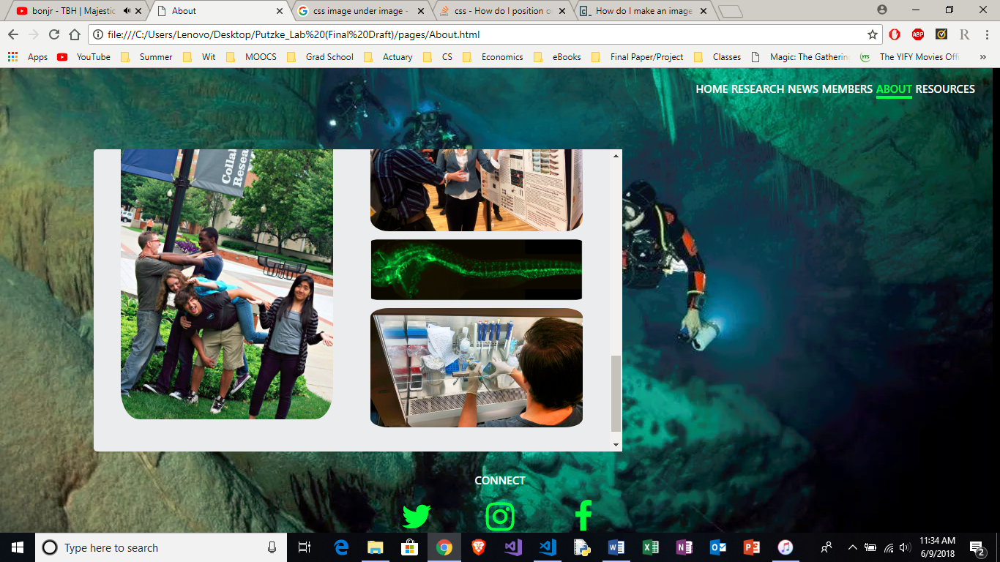 bonjr - TBH | Majestic
About
css image under image -
css - How do I position o
How do I make an image
file:///C:/Users/Lenovo/Desktop/Putzke_Lab%20(Final%20Draft)/pages/About.html
ABP
Apps YouTube Summer Wit MOOCS Grad School Actuary CS Economics eBooks Final Paper/Project Classes Magic: The Gatherin The YIFY Movies Offi »
HOME RESEARCH NEWS MEMBERS ABOUT RESOURCES
Colla
Resea
CONNECT
Type here to search
11:34 AM
6/9/2018
2